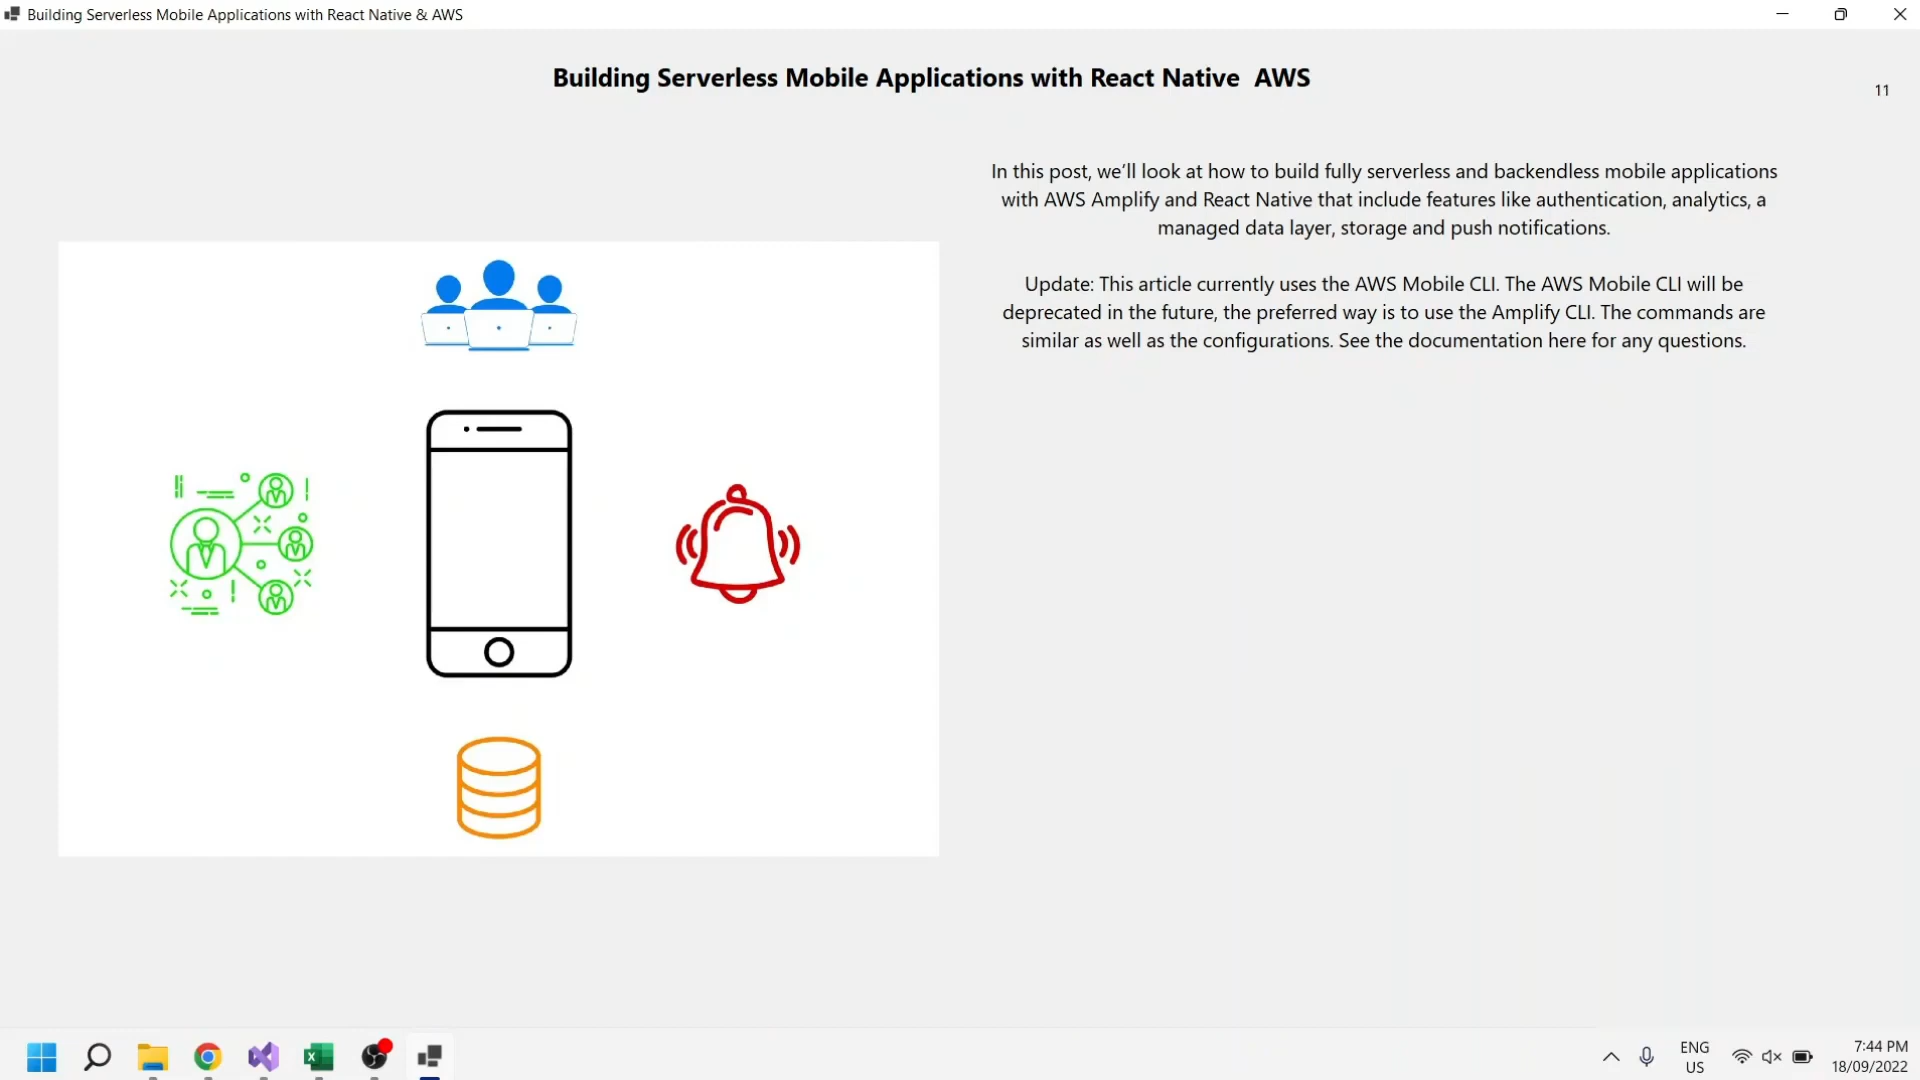 Building Serverless Mobile Applications with React Native & AWS
Building Serverless Mobile Applications with React Native  AWS
11
In this post, we’ll look at how to build fully serverless and backendless mobile applications
with AWS Amplify and React Native that include features like authentication, analytics, a
managed data layer, storage and push notifications.
Update: This article currently uses the AWS Mobile CLI. The AWS Mobile CLI will be
deprecated in the future, the preferred way is to use the Amplify CLI. The commands are
similar as well as the configurations. See the documentation here for any questions.
ENG
US
7:44 PM
18/09/2022